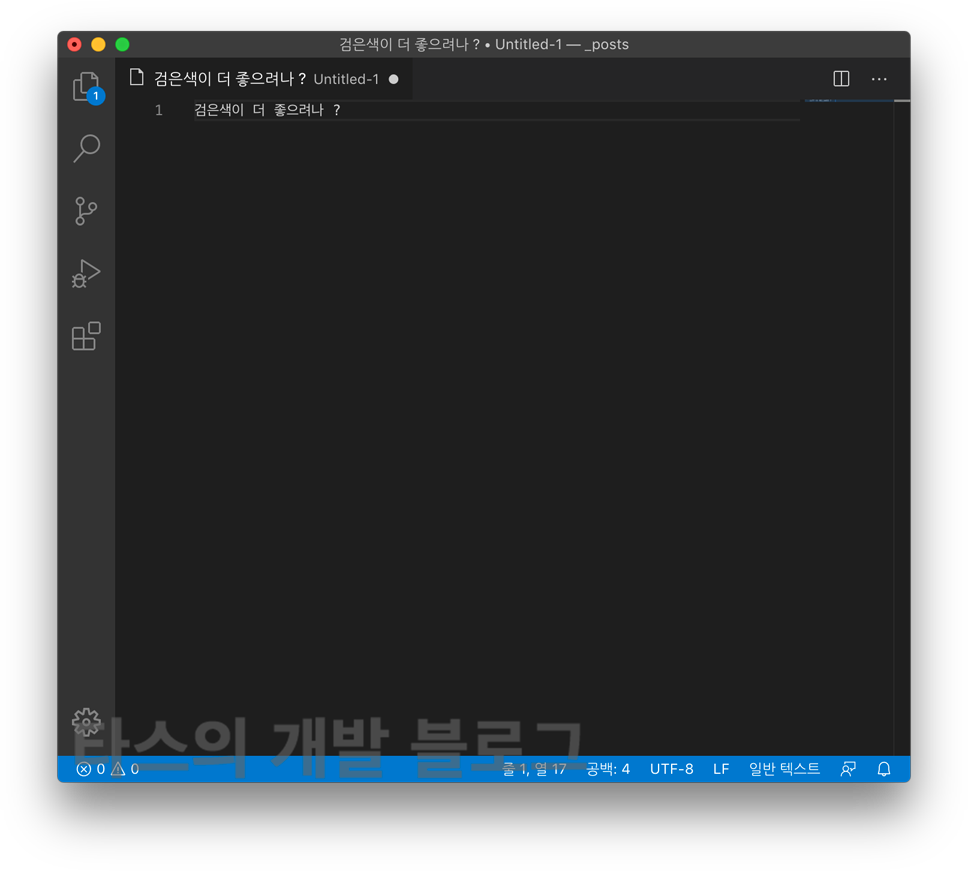 검은색이 더 좋으려나 ? • Untitled-1 — _posts
검은색이 더 좋으려나 ? Untitled-1
1
1 검은색이 더 좋으려나 ?
타스의 개발 블로그
0 0 줄 1, 열 17 공백: 4 UTF-8 LF 일반 텍스트